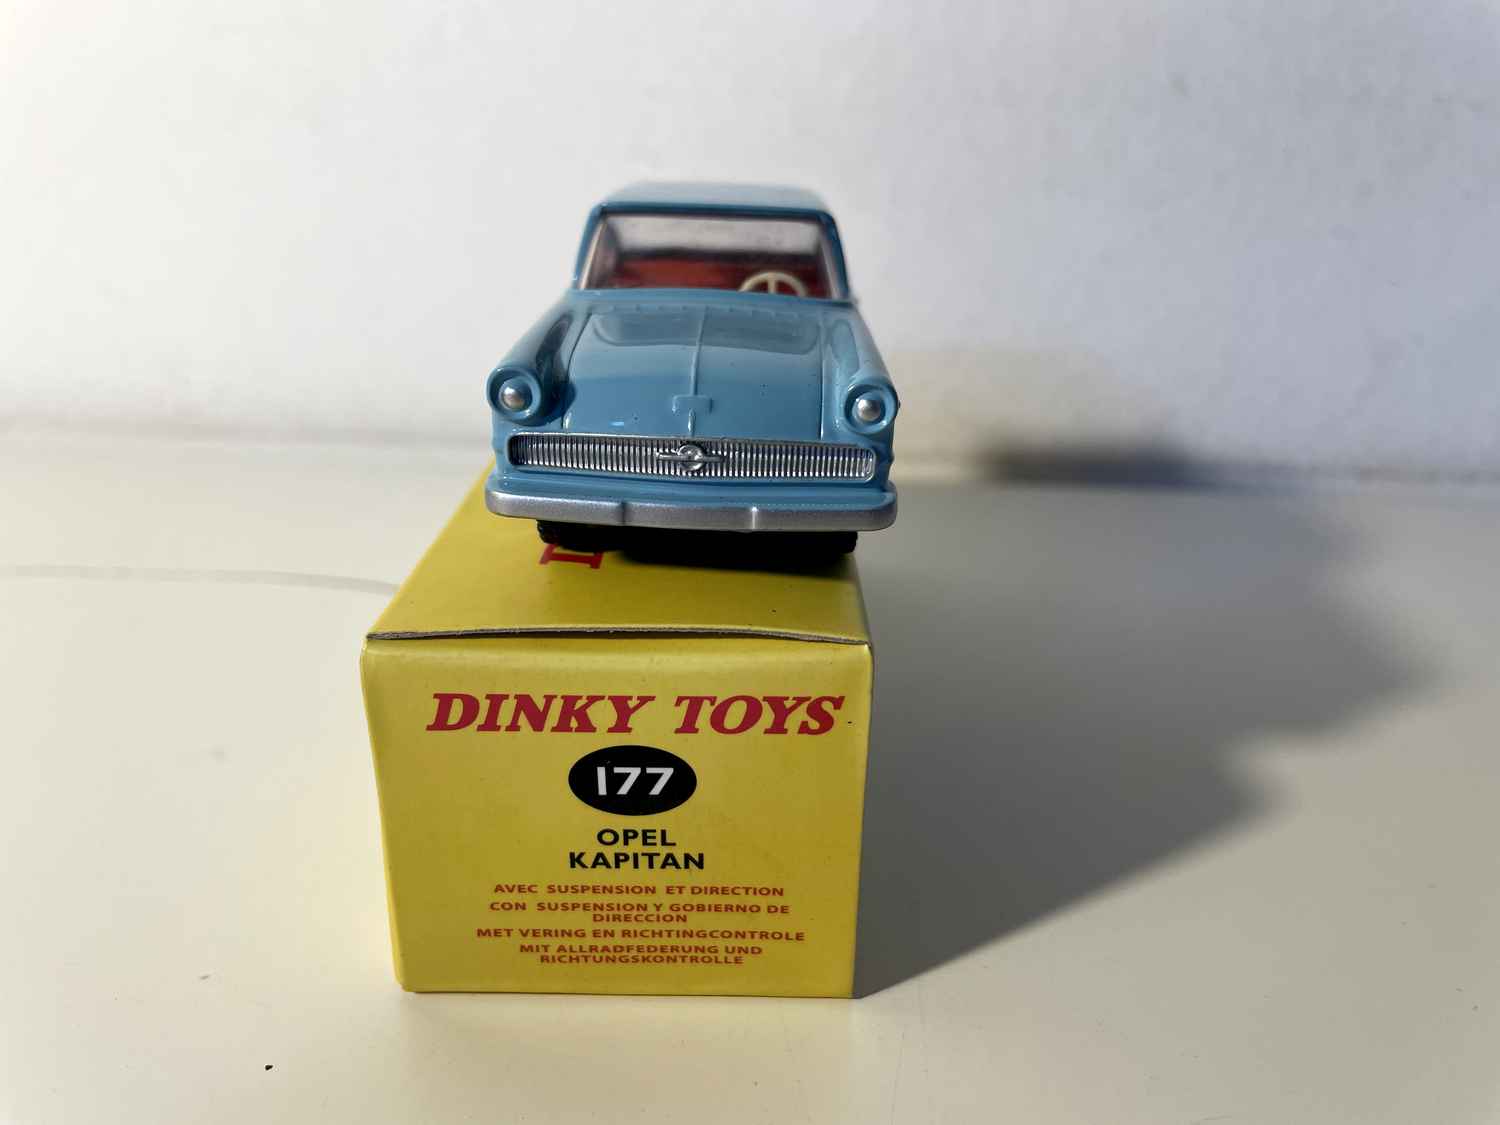 DINKY TOYS
177
OPEL
KAPITAN
AVEC SUSPENSION ET DIRECTION
CON SUSPENSION Y GOBIERNO DE
DIRECCION
MET VERING EN RICHTINGCONTROLE
MIT ALLRADFEDERUNG UND
RICHTUNGSKONTROLLE